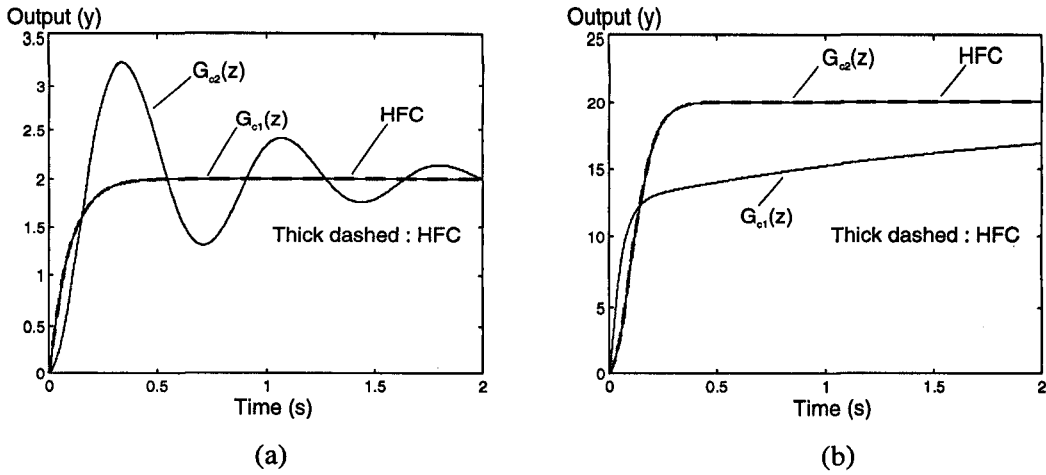 Output (y)
3.5
3
2.5
2
1.5
1
0.5
0
G_c2(z)
G_c1(z)
HFC
Thick dashed : HFC
0 0.5 1 1.5 2
Time (s)
(a)
Output (y)
25
20
15
10
5
0
G_c2(z)
HFC
G_c1(z)
Thick dashed : HFC
0 0.5 1 1.5 2
Time (s)
(b)